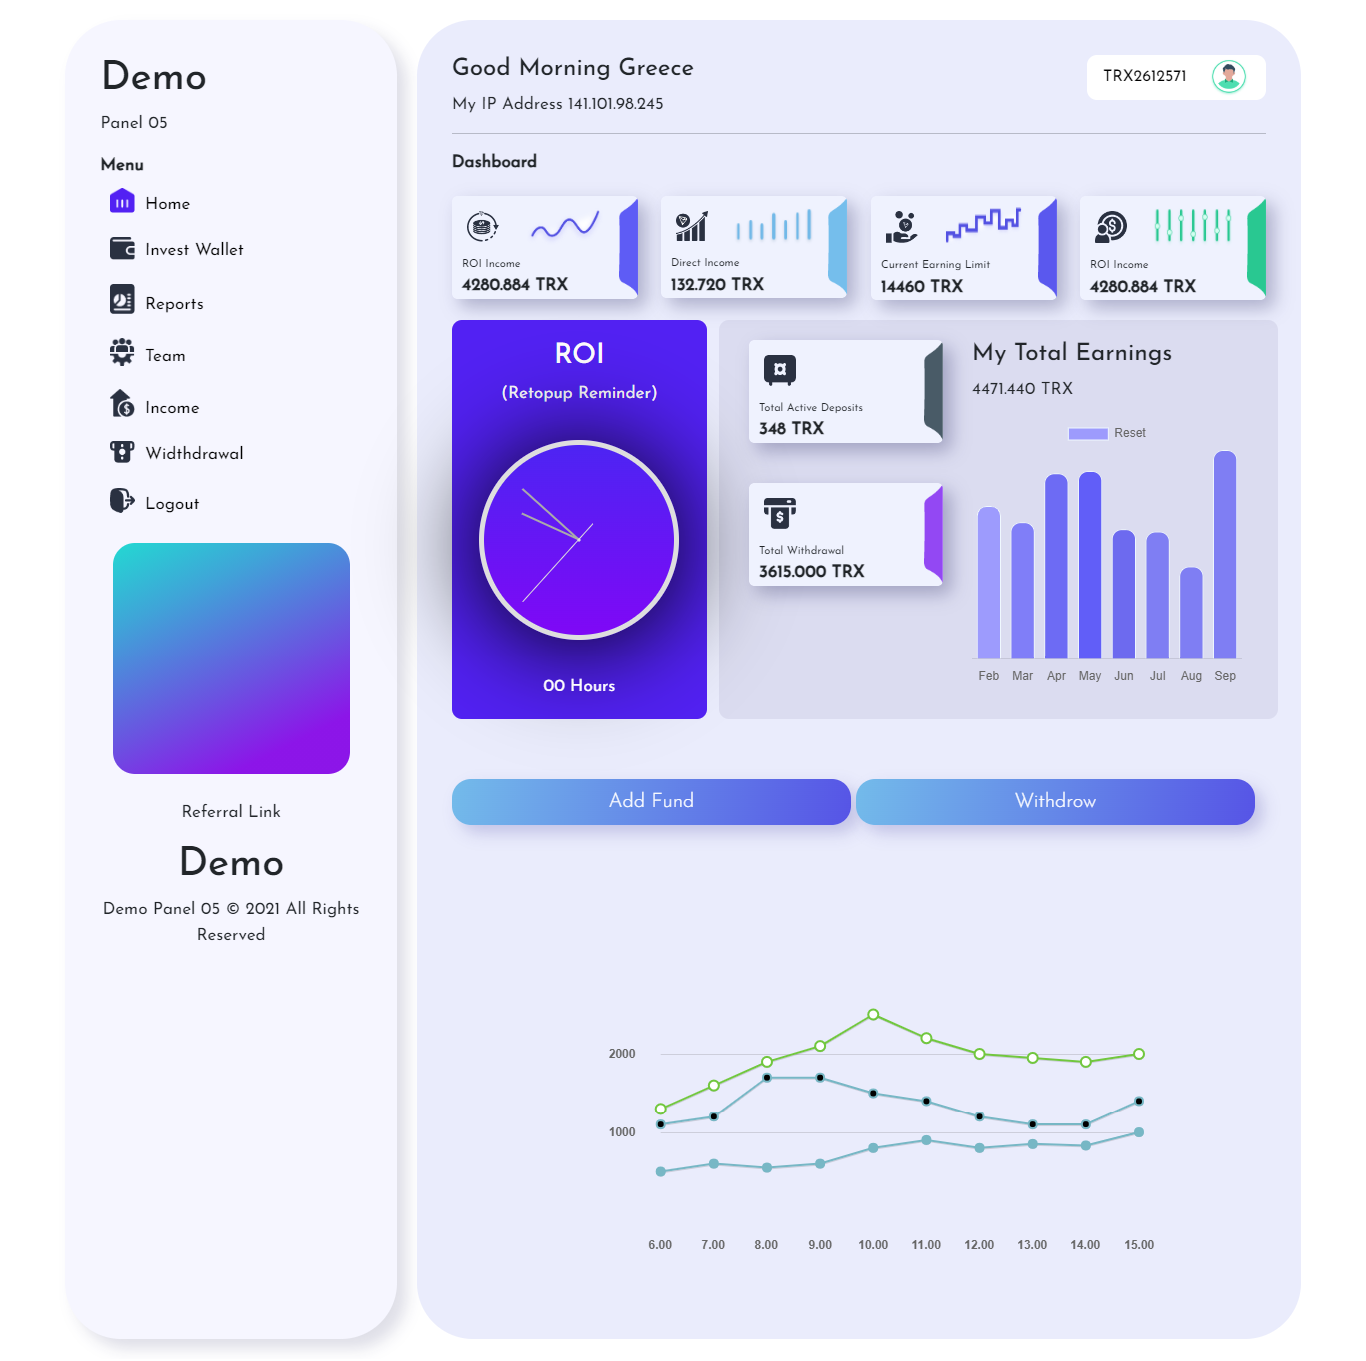 Demo
Panel 05
Menu
Home
Invest Wallet
Reports
Team
Income
Widthdrawal
Logout
Referral Link
Demo
Demo Panel 05 © 2021 All Rights
Reserved
Good Morning Greece
My IP Address 141.101.98.245
TRX2612571
Dashboard
ROI Income
4280.884 TRX
Direct Income
132.720 TRX
Current Earning Limit
14460 TRX
ROI Income
4280.884 TRX
ROI
(Retopup Reminder)
00 Hours
Total Active Deposits
348 TRX
Total Withdrawal
3615.000 TRX
My Total Earnings
4471.440 TRX
Reset
Feb Mar Apr May Jun Jul Aug Sep
Add Fund
Withdrow
2000
1000
6.00 7.00 8.00 9.00 10.00 11.00 12.00 13.00 14.00 15.00